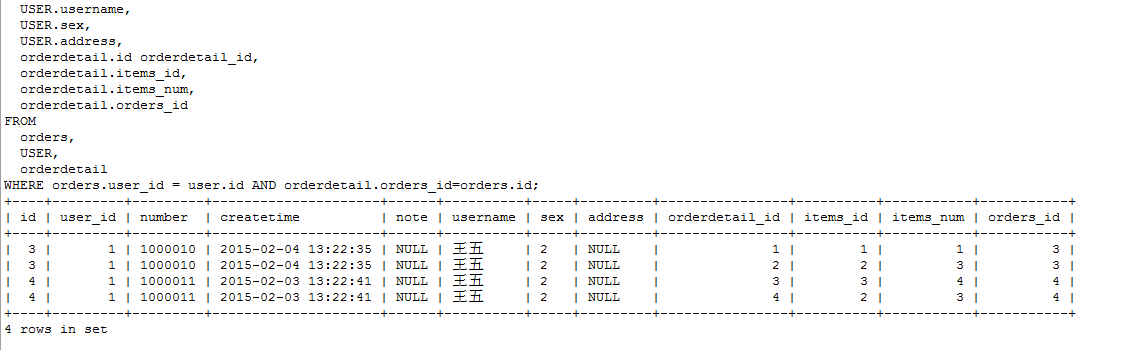 USER.username,
USER.sex,
USER.address,
orderdetail.id orderdetail_id,
orderdetail.items_id,
orderdetail.items_num,
orderdetail.orders_id
FROM
orders,
USER,
orderdetail
WHERE orders.user_id = user.id AND orderdetail.orders_id=orders.id;
+----+---------+---------+---------------------+------+----------+-----+---------+----------------+----------+-----------+-----------+
| id | user_id | number  | createtime          | note | username | sex | address | orderdetail_id | items_id | items_num | orders_id |
+----+---------+---------+---------------------+------+----------+-----+---------+----------------+----------+-----------+-----------+
|  3 |       1 | 1000010 | 2015-02-04 13:22:35 | NULL | 王五     | 2   | NULL    |              1 |        1 |         1 |         3 |
|  3 |       1 | 1000010 | 2015-02-04 13:22:35 | NULL | 王五     | 2   | NULL    |              2 |        2 |         3 |         3 |
|  4 |       1 | 1000011 | 2015-02-03 13:22:41 | NULL | 王五     | 2   | NULL    |              3 |        3 |         4 |         4 |
|  4 |       1 | 1000011 | 2015-02-03 13:22:41 | NULL | 王五     | 2   | NULL    |              4 |        2 |         3 |         4 |
+----+---------+---------+---------------------+------+----------+-----+---------+----------------+----------+-----------+-----------+
4 rows in set